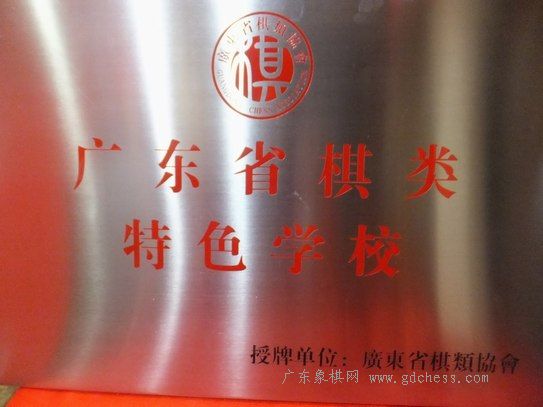 廣東省棋類協會
棋
广东省棋类
特色学校
授牌单位：廣東省棋類協會
广东象棋网 www.gdchess.com